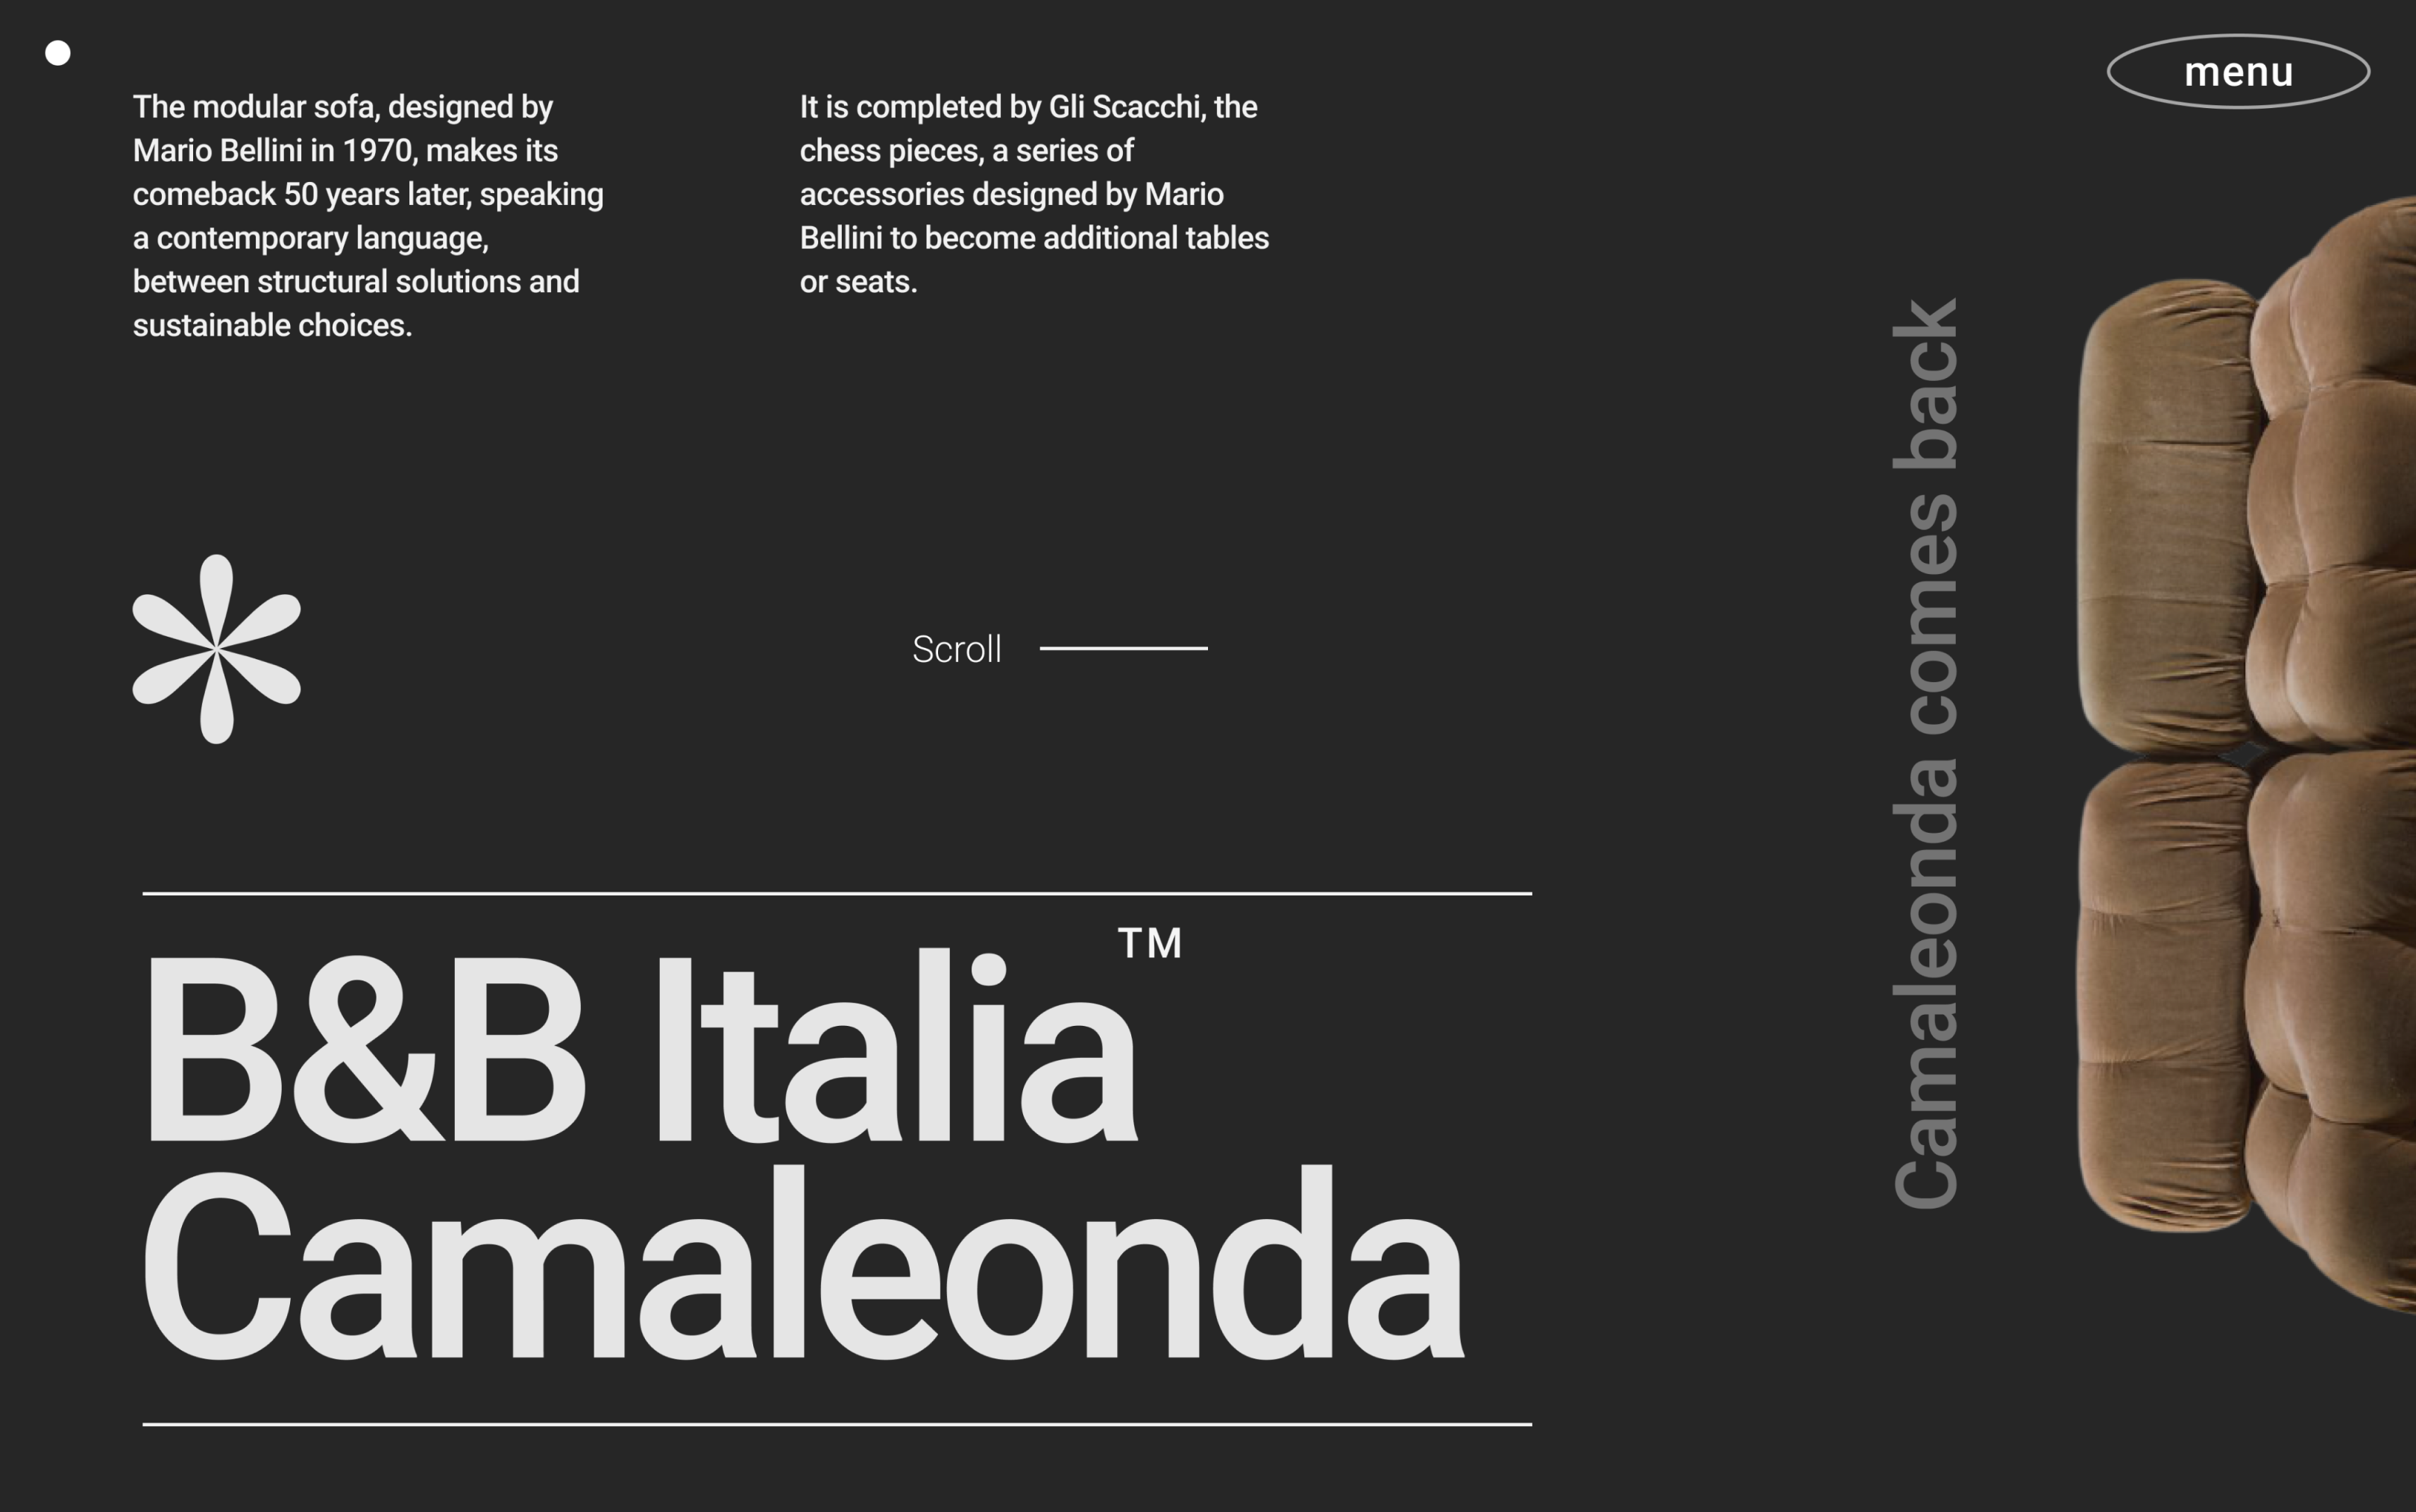 menu
The modular sofa, designed by
Mario Bellini in 1970, makes its
comeback 50 years later, speaking
a contemporary language,
between structural solutions and
sustainable choices.
It is completed by Gli Scacchi, the
chess pieces, a series of
accessories designed by Mario
Bellini to become additional tables
or seats.
Scroll
B&B Italia™
Camaleonda
Camaleonda comes back